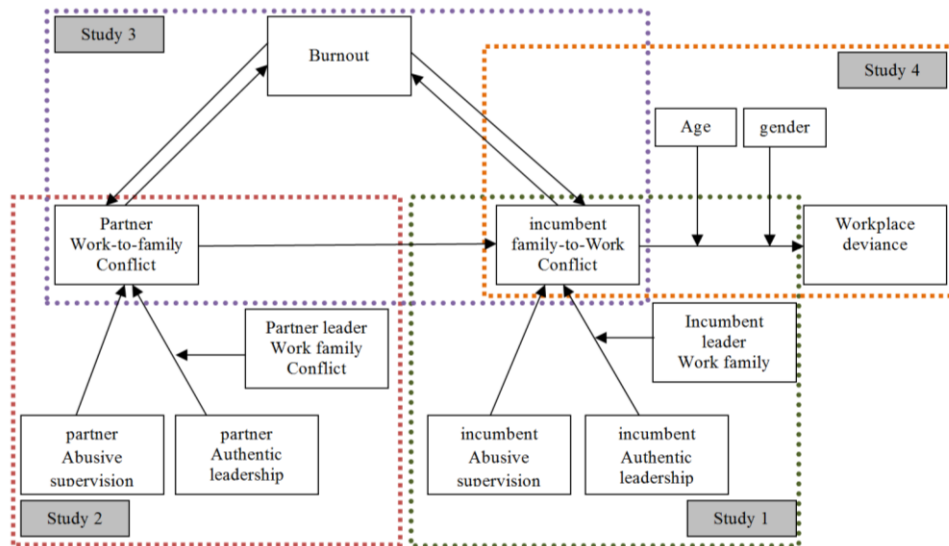 Study 3
Burnout
Study 4
Age
gender
Partner
Work-to-family
Conflict
incumbent
family-to-Work
Conflict
Workplace
deviance
Partner leader
Work family
Conflict
Incumbent
leader
Work family
partner
Abusive
supervision
partner
Authentic
leadership
incumbent
Abusive
supervision
incumbent
Authentic
leadership
Study 2
Study 1